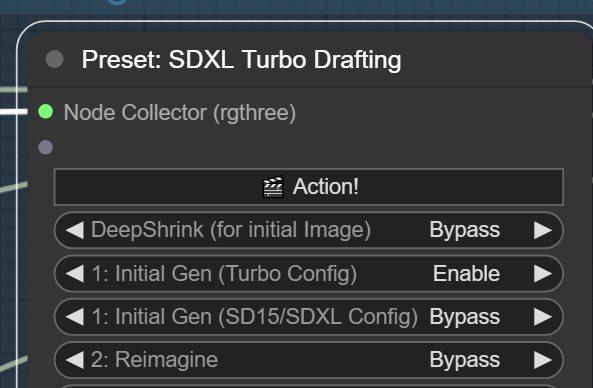 Preset: SDXL Turbo Drafting
Node Collector (rgthree)
🎬 Action!
DeepShrink (for initial Image) Bypass
1: Initial Gen (Turbo Config) Enable
1: Initial Gen (SD15/SDXL Config) Bypass
2: Reimagine Bypass